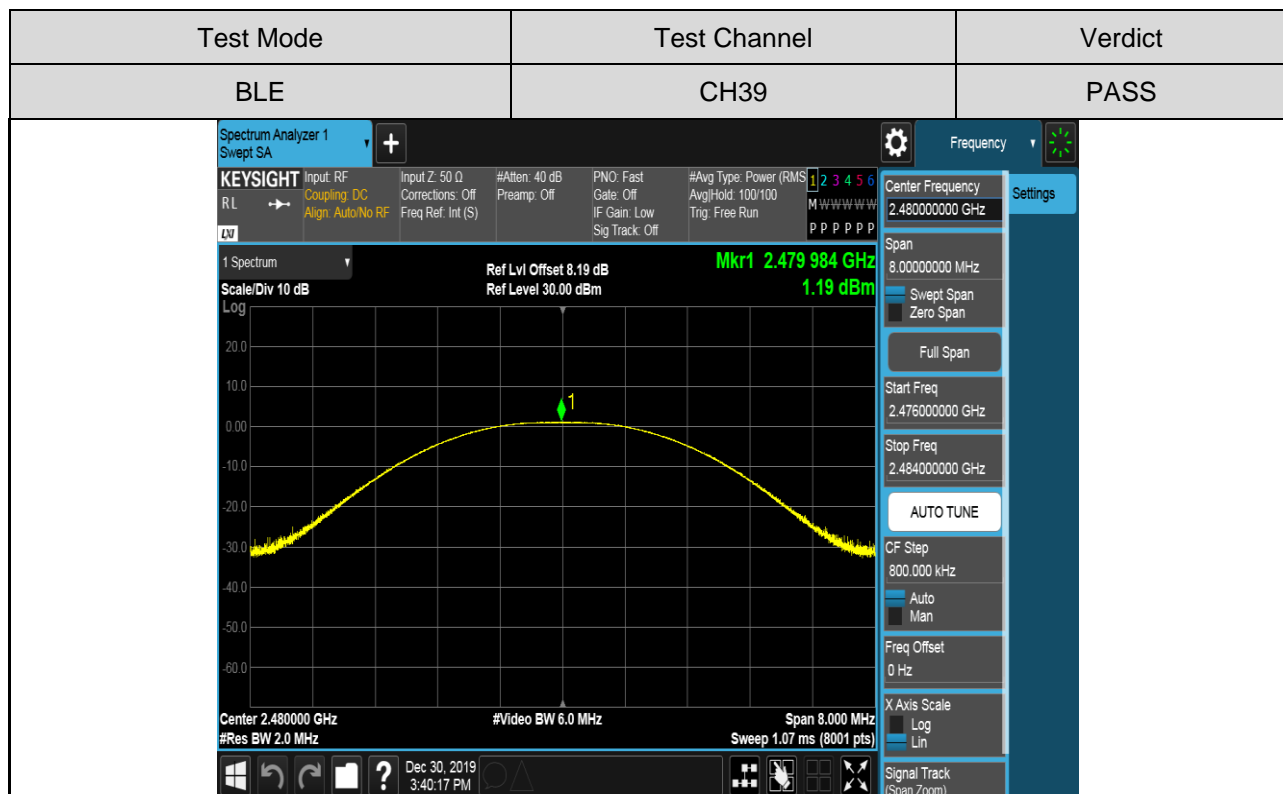 Test Mode Test Channel Verdict
BLE CH39 PASS
Spectrum Analyzer 1
Swept SA
+
Frequency
KEYSIGHT
RL
LXI
Input: RF
Coupling: DC
Align: Auto/No RF
Input Z: 50 Ω
Corrections: Off
Freq Ref: Int (S)
#Atten: 40 dB
Preamp: Off
PNO: Fast
Gate: Off
IF Gain: Low
Sig Track: Off
#Avg Type: Power (RMS
Avg|Hold: 100/100
Trig: Free Run
1 2 3 4 5 6
M W W W W W
P P P P P P
1 Spectrum
Scale/Div 10 dB
Ref Lvl Offset 8.19 dB
Ref Level 30.00 dBm
Mkr1 2.479 984 GHz
1.19 dBm
Log
20.0
10.0
0.00
-10.0
-20.0
-30.0
-40.0
-50.0
-60.0
1
Center 2.480000 GHz
#Res BW 2.0 MHz
#Video BW 6.0 MHz
Span 8.000 MHz
Sweep 1.07 ms (8001 pts)
?
Dec 30, 2019
3:40:17 PM
Center Frequency
2.480000000 GHz
Settings
Span
8.00000000 MHz
Swept Span
Zero Span
Full Span
Start Freq
2.476000000 GHz
Stop Freq
2.484000000 GHz
AUTO TUNE
CF Step
800.000 kHz
Auto
Man
Freq Offset
0 Hz
X Axis Scale
Log
Lin
Signal Track
(Span Zoom)